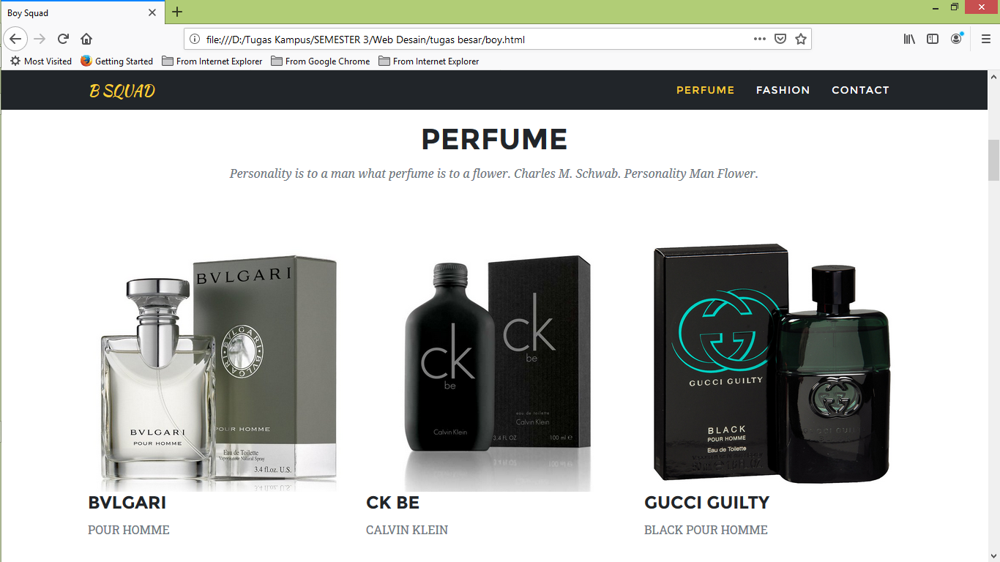 Boy Squad
file:///D:/Tugas Kampus/SEMESTER 3/Web Desain/tugas besar/boy.html
Most Visited Getting Started From Internet Explorer From Google Chrome From Internet Explorer
B SQUAD PERFUME FASHION CONTACT
PERFUME
Personality is to a man what perfume is to a flower. Charles M. Schwab. Personality Man Flower.
BVLGARI
BVLGARI · BVLGARI
POUR HOMME
Eau de Toilette
Vaporisateur Natural Spray
3.4 fl.oz. U.S.
BVLGARI
POUR HOMME
ck
be
Calvin Klein
ck
be
eau de toilette
Calvin Klein
3.4 FL OZ 100 ml e
GUCCI GUILTY
BLACK
POUR HOMME
Eau de Toilette
BVLGARI
POUR HOMME
CK BE
CALVIN KLEIN
GUCCI GUILTY
BLACK POUR HOMME